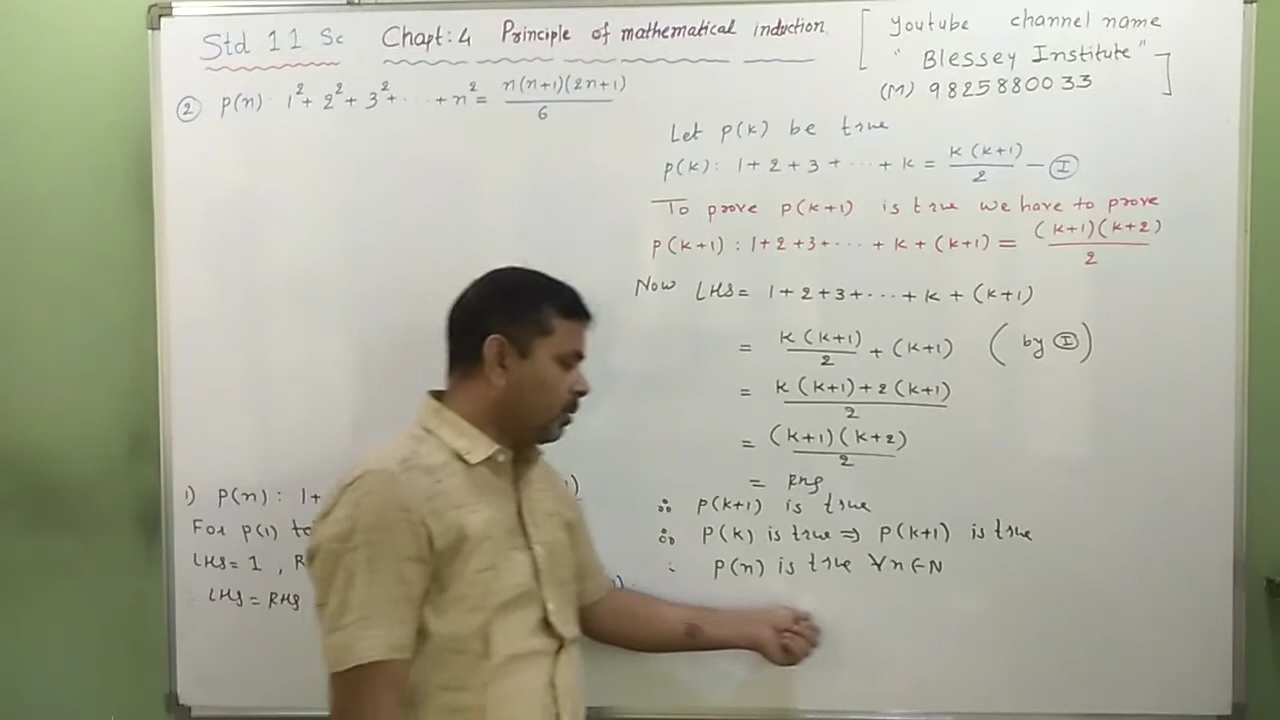 Std 11 Sc Chapt: 4 Principle of mathematical induction
[ Youtube channel name
"Blessey Institute" ]
(M) 9825880033
② p(n) 1²+ 2²+ 3²+ ... + n² = n(n+1)(2n+1)/6
Let p(k) be true
p(k): 1+2+3+ ... + k = k(k+1)/2 — Ⓘ
To prove p(k+1) is true we have to prove
p(k+1): 1+2+3+ ... + k + (k+1) = (k+1)(k+2)/2
Now LHS = 1+2+3+ ... + k + (k+1)
= k(k+1)/2 + (k+1) (by Ⓘ)
= k(k+1)+2(k+1)/2
= (k+1)(k+2)/2
= RHS
∴ p(k+1) is true
∴ p(k) is true ⇒ p(k+1) is true
∴ p(n) is true ∀n∈N
1) p(n): 1+
For p(1) to
LHS = 1 , R
LHS = RHS